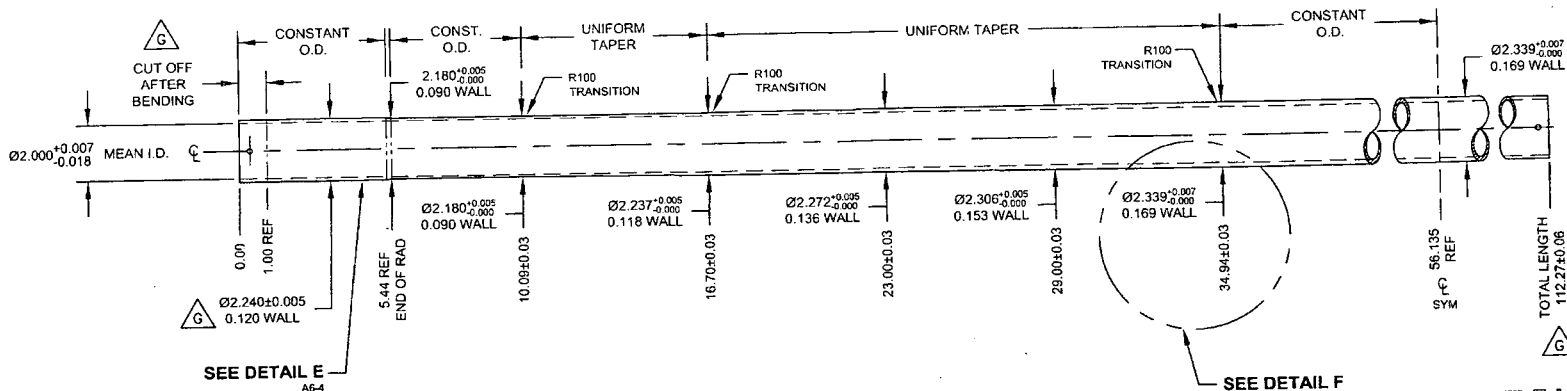 G
CONSTANT
O.D.
CONST.
O.D.
UNIFORM
TAPER
UNIFORM TAPER
CONSTANT
O.D.
CUT OFF
AFTER
BENDING
2.180+0.005 -0.000
0.090 WALL
R100
TRANSITION
R100
TRANSITION
R100
TRANSITION
Ø2.339+0.007 -0.000
0.169 WALL
Ø2.000+0.007 -0.018 MEAN I.D. ℄
Ø2.180+0.005 -0.000
0.090 WALL
Ø2.237+0.005 -0.000
0.118 WALL
Ø2.272+0.005 -0.000
0.136 WALL
Ø2.306+0.005 -0.000
0.153 WALL
Ø2.339+0.007 -0.000
0.169 WALL
0.00
1.00 REF
5.44 REF
END OF RAD
10.09±0.03
16.70±0.03
23.00±0.03
29.00±0.03
34.94±0.03
56.135
REF
℄
SYM
TOTAL LENGTH
112.27±0.06
G
G
Ø2.240±0.005
0.120 WALL
SEE DETAIL E
A6-4
SEE DETAIL F